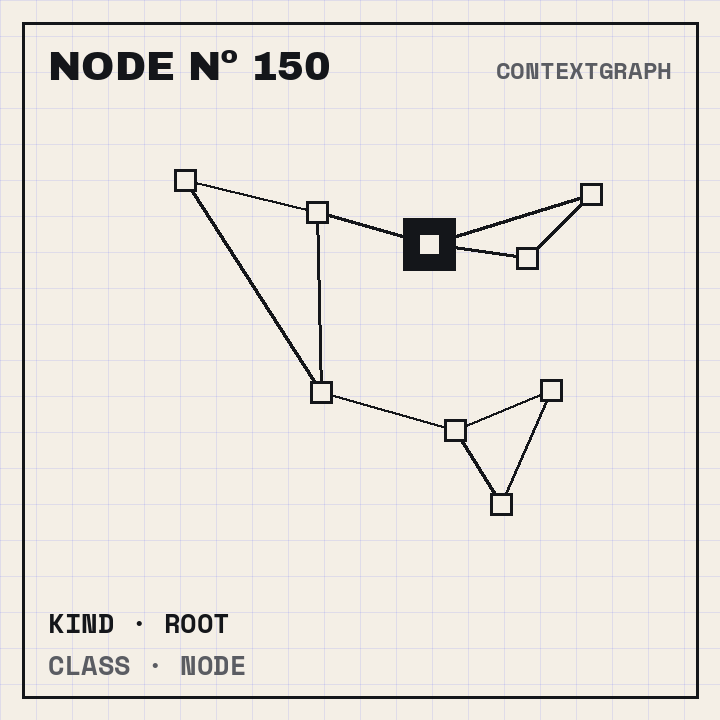 NODE Nº 150
CONTEXTGRAPH
KIND · ROOT
CLASS · NODE